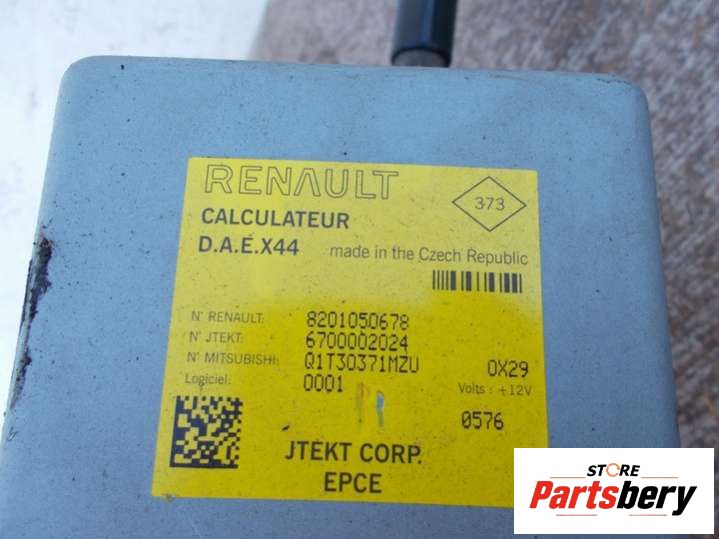 RENAULT
373
CALCULATEUR
D.A.É.X44
made in the Czech Republic
N° RENAULT: 8201050678
N° JTEKT: 6700002024
N° MITSUBISHI: Q1T30371MZU 0X29
Logiciel: 0001 Volts : +12V
0576
JTEKT CORP.
EPCE
STORE
Partsbery